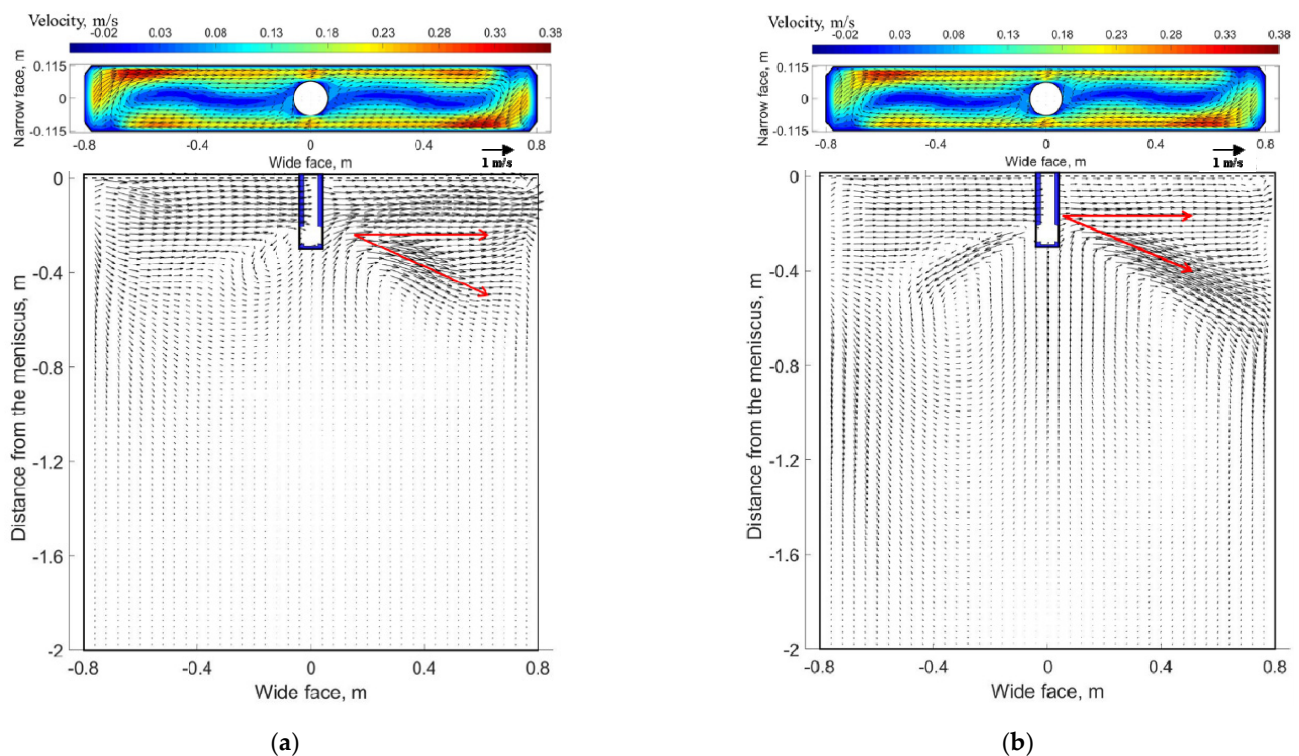 Velocity, m/s
-0.02 0.03 0.08 0.13 0.18 0.23 0.28 0.33 0.38
Narrow face, m
0.115
0
-0.115
-0.8 -0.4 0 0.4 0.8
Wide face, m
1 m/s
Distance from the meniscus, m
0
-0.4
-0.8
-1.2
-1.6
-2
-0.8 -0.4 0 0.4 0.8
Wide face, m
(a)
Velocity, m/s
-0.02 0.03 0.08 0.13 0.18 0.23 0.28 0.33 0.38
Narrow face, m
0.115
0
-0.115
-0.8 -0.4 0 0.4 0.8
Wide face, m
1 m/s
Distance from the meniscus, m
0
-0.4
-0.8
-1.2
-1.6
-2
-0.8 -0.4 0 0.4 0.8
Wide face, m
(b)